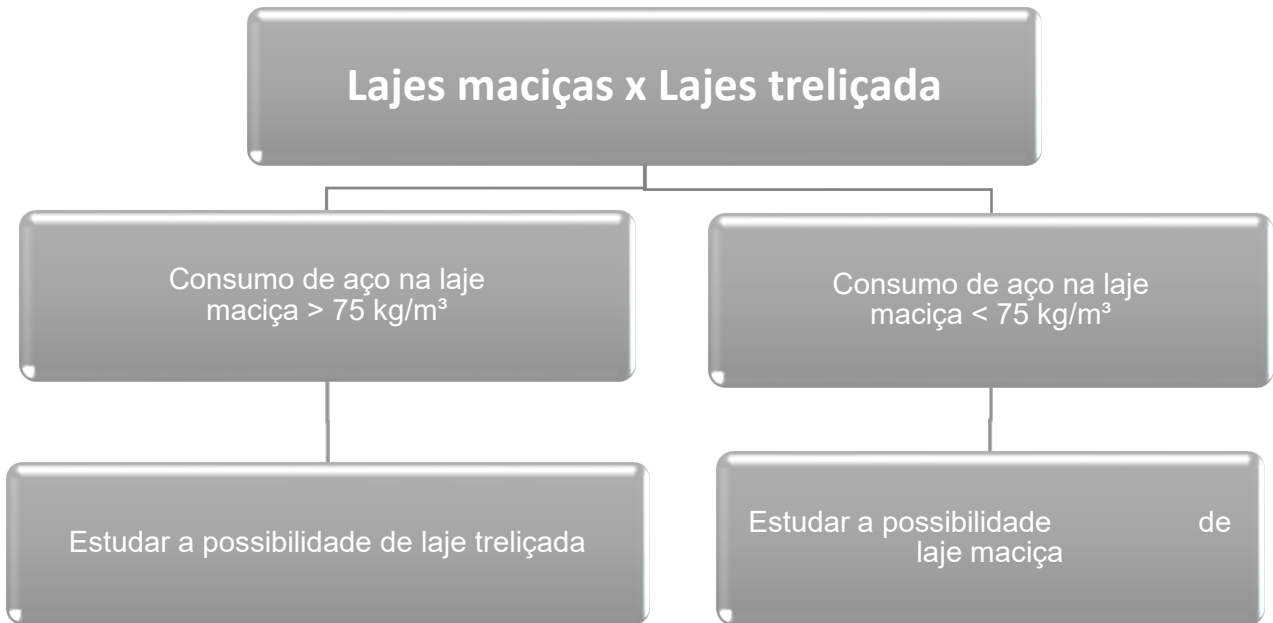 Lajes maciças x Lajes treliçada
Consumo de aço na laje
maciça > 75 kg/m³
Consumo de aço na laje
maciça < 75 kg/m³
Estudar a possibilidade de laje treliçada
Estudar a possibilidade de
laje maciça